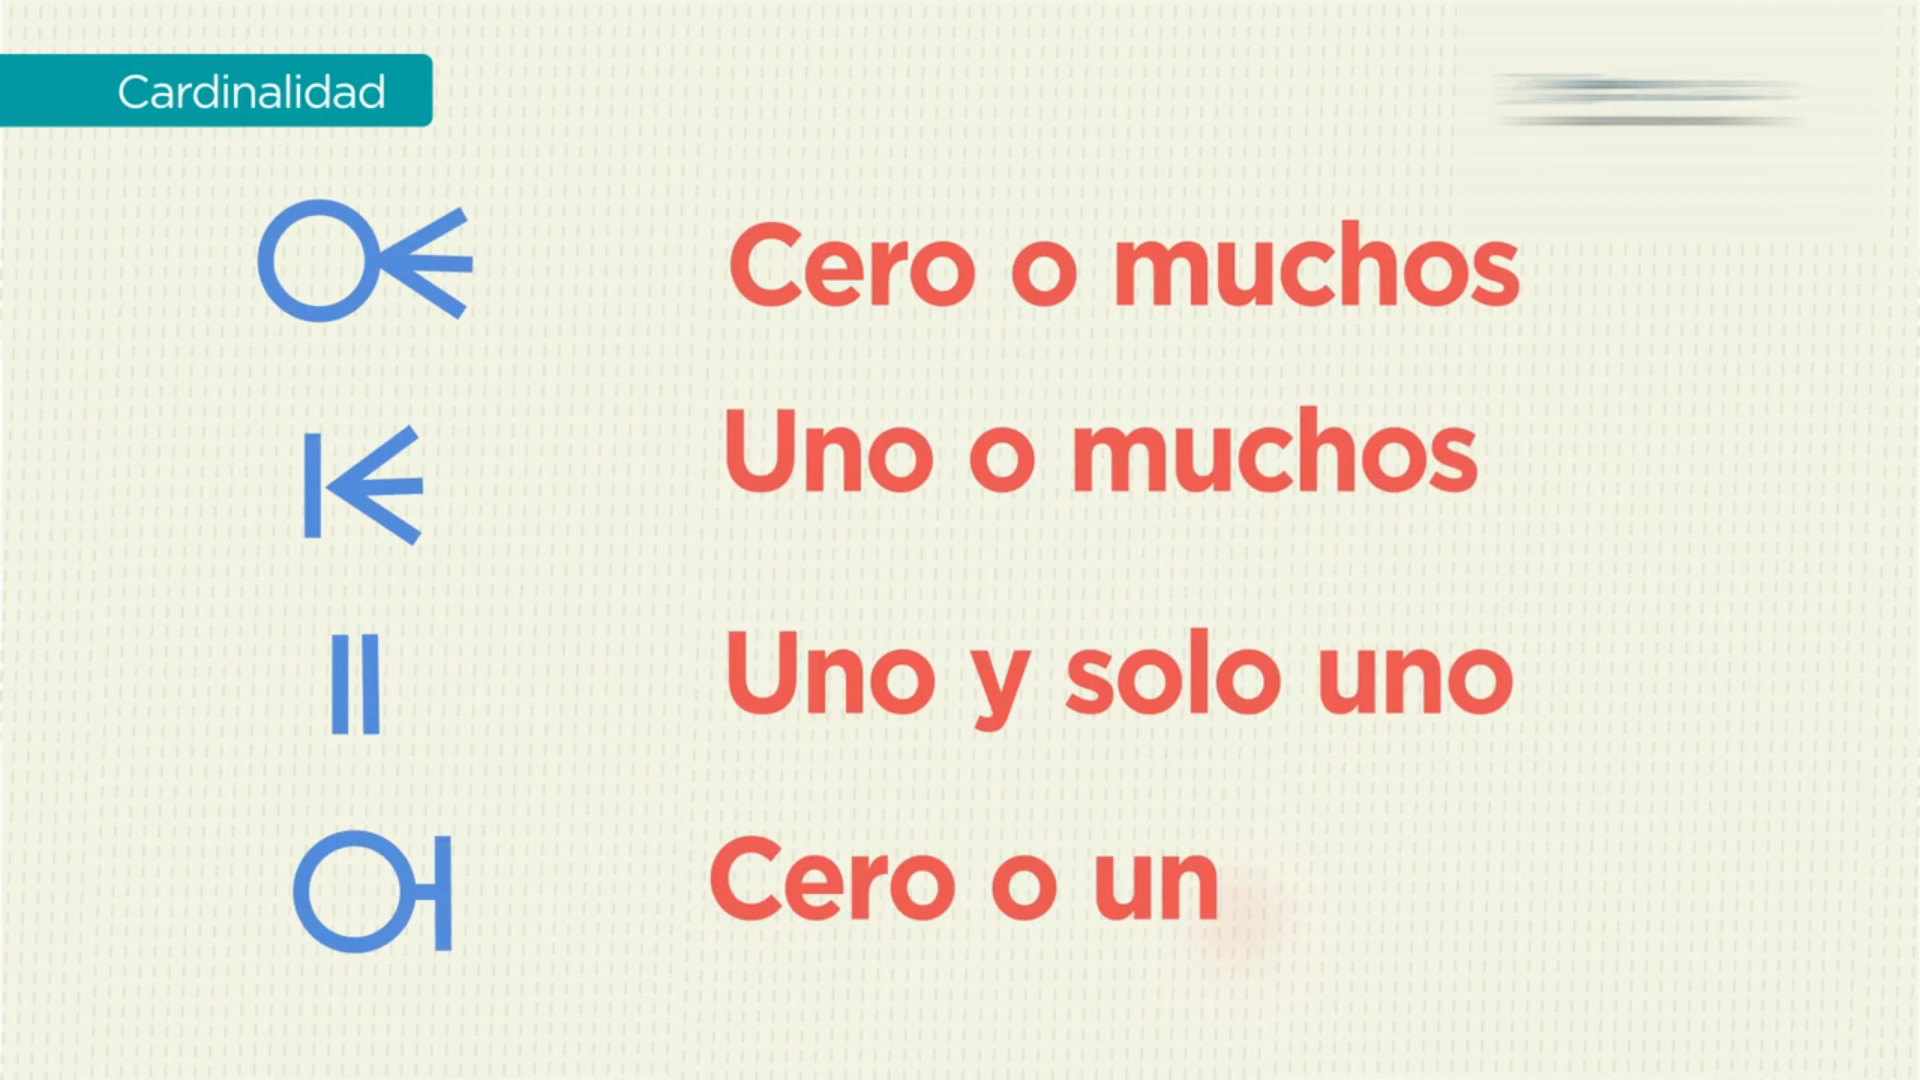 Cardinalidad
Cero o muchos
Uno o muchos
Uno y solo uno
Cero o un